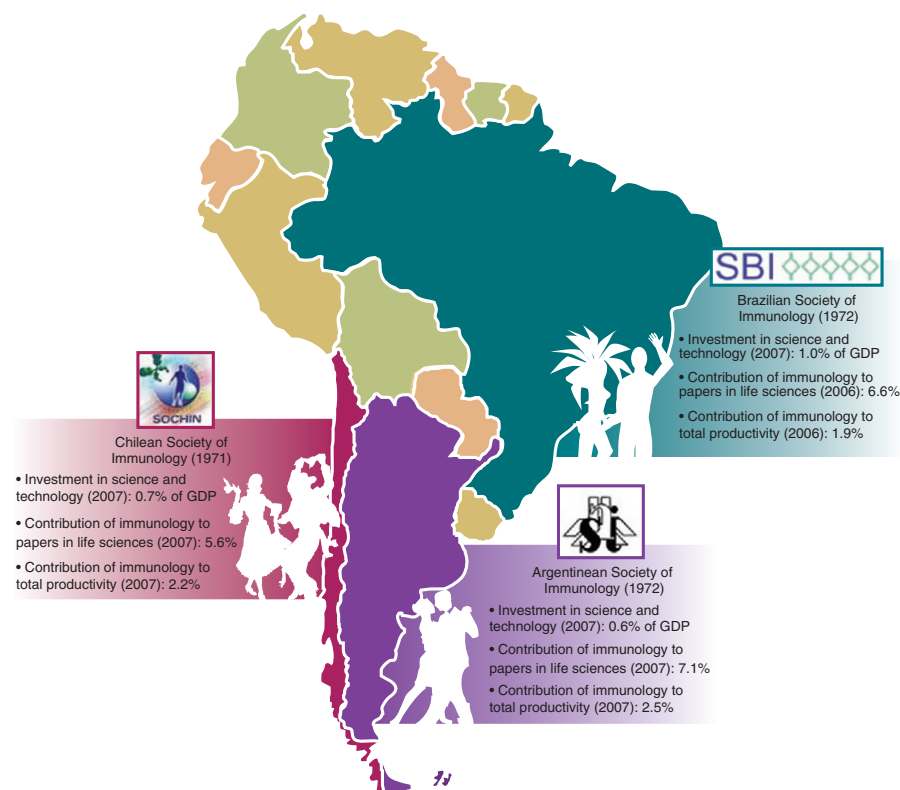 SBI
Brazilian Society of
Immunology (1972)
• Investment in science and
technology (2007): 1.0% of GDP
• Contribution of immunology to
papers in life sciences (2006): 6.6%
• Contribution of immunology to
total productivity (2006): 1.9%
SOCHIN
Chilean Society of
Immunology (1971)
• Investment in science and
technology (2007): 0.7% of GDP
• Contribution of immunology to
papers in life sciences (2007): 5.6%
• Contribution of immunology to
total productivity (2007): 2.2%
Argentinean Society of
Immunology (1972)
• Investment in science and
technology (2007): 0.6% of GDP
• Contribution of immunology to
papers in life sciences (2007): 7.1%
• Contribution of immunology to
total productivity (2007): 2.5%